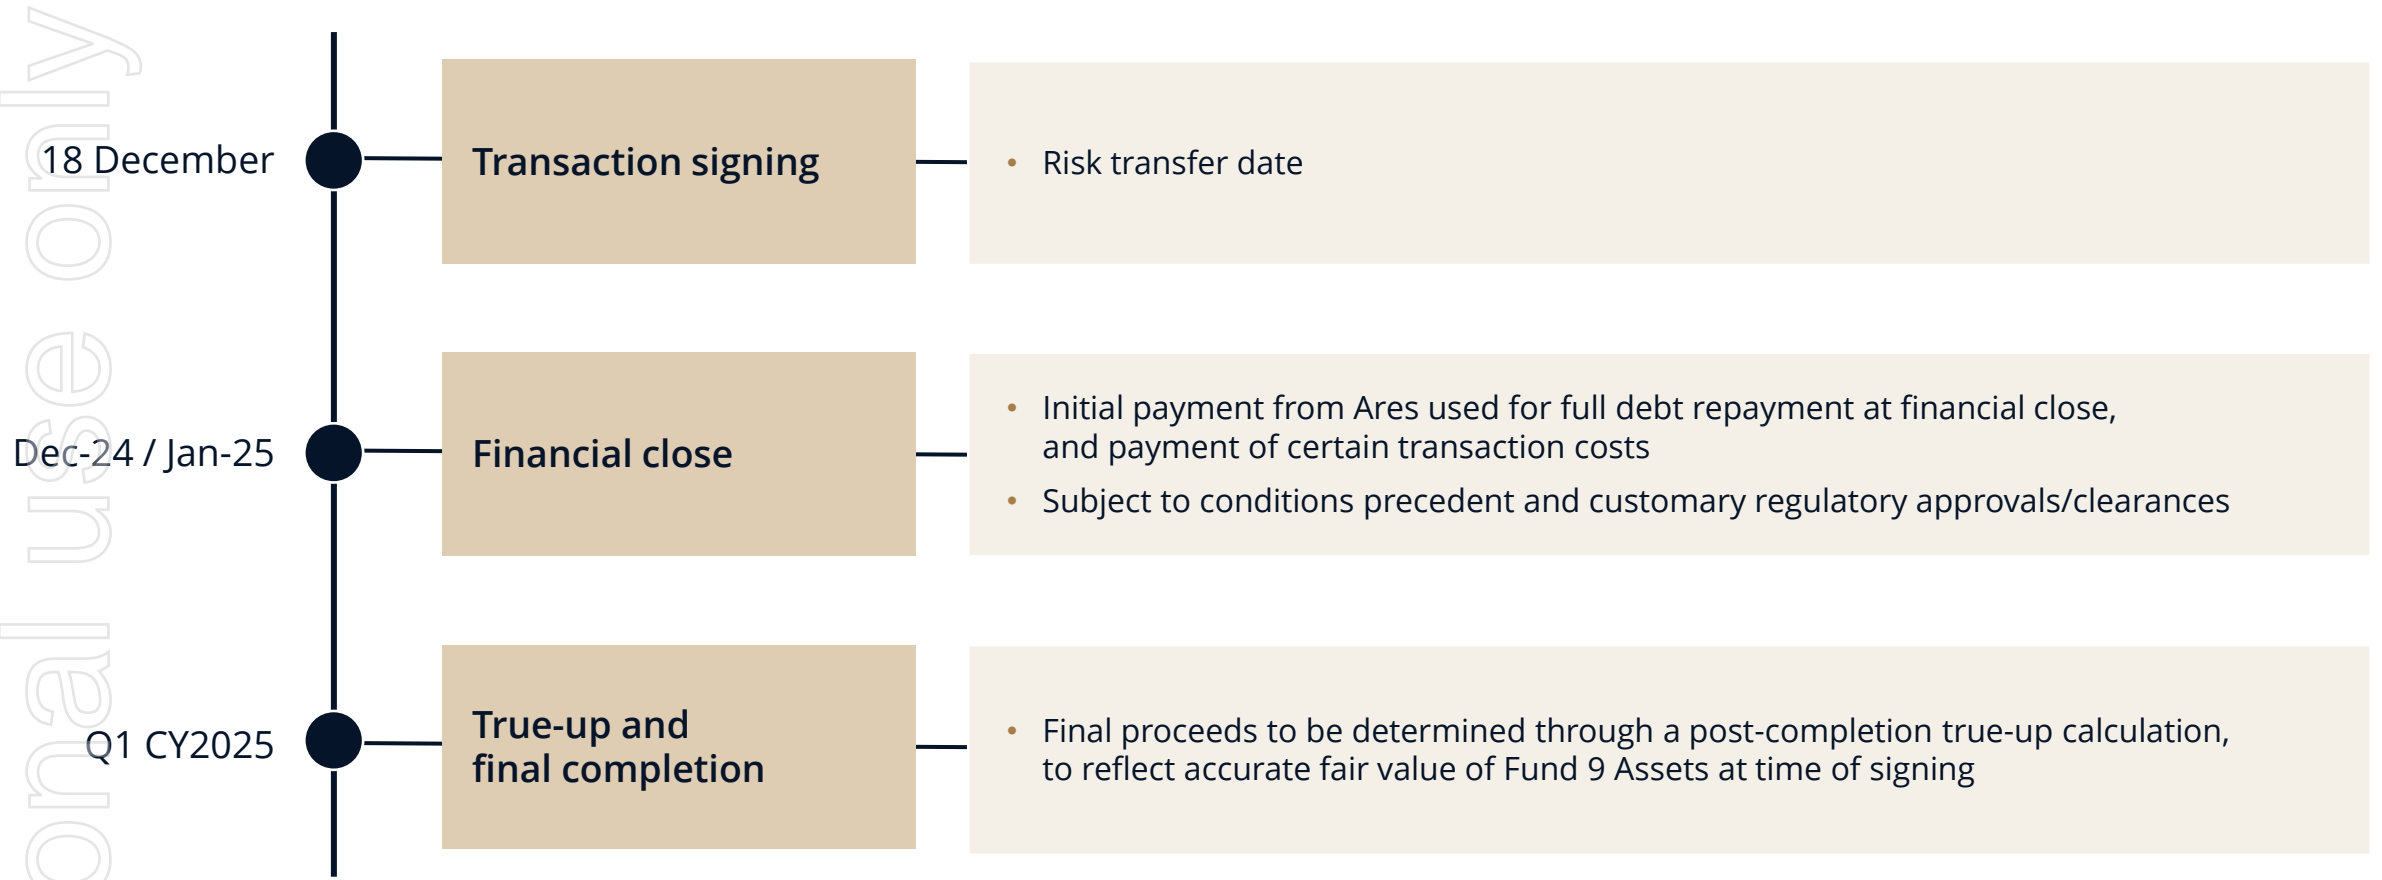 18 December
Transaction signing
• Risk transfer date
Dec-24 / Jan-25
Financial close
• Initial payment from Ares used for full debt repayment at financial close,
and payment of certain transaction costs
• Subject to conditions precedent and customary regulatory approvals/clearances
Q1 CY2025
True-up and
final completion
• Final proceeds to be determined through a post-completion true-up calculation,
to reflect accurate fair value of Fund 9 Assets at time of signing
onal use only